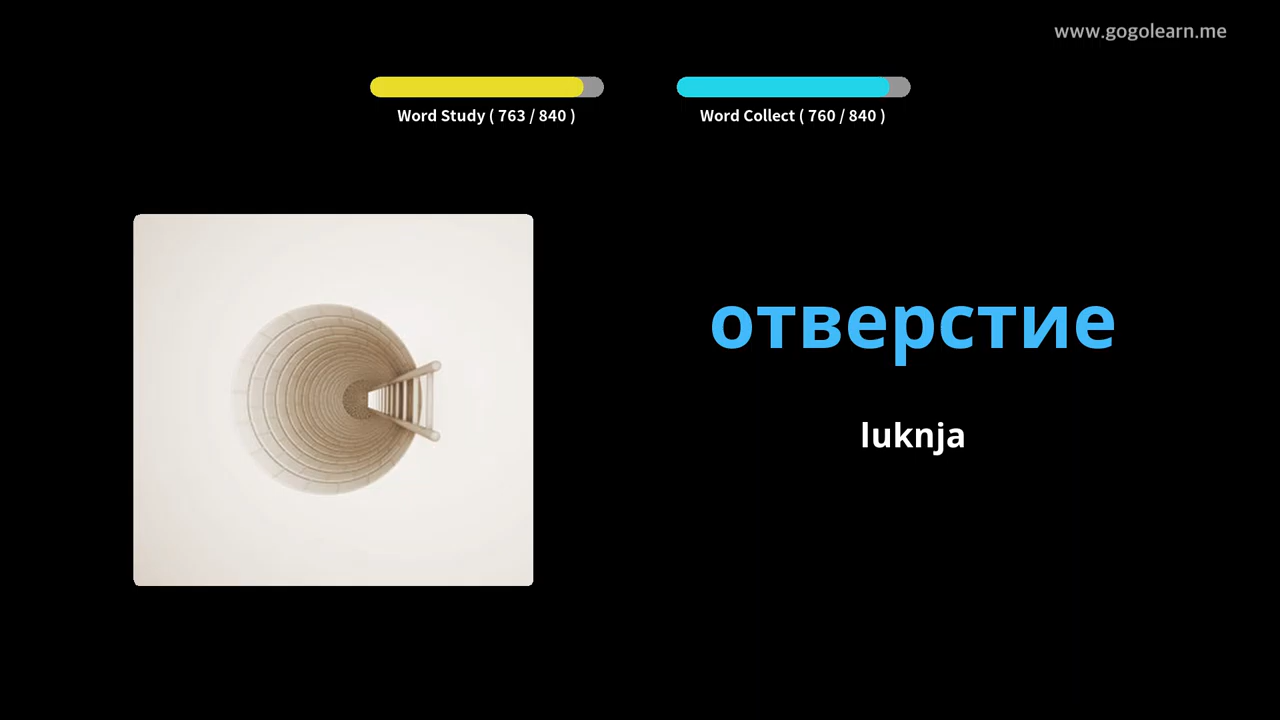 www.gogolearn.me
Word Study ( 763 / 840 )
Word Collect ( 760 / 840 )
отверстие
luknja